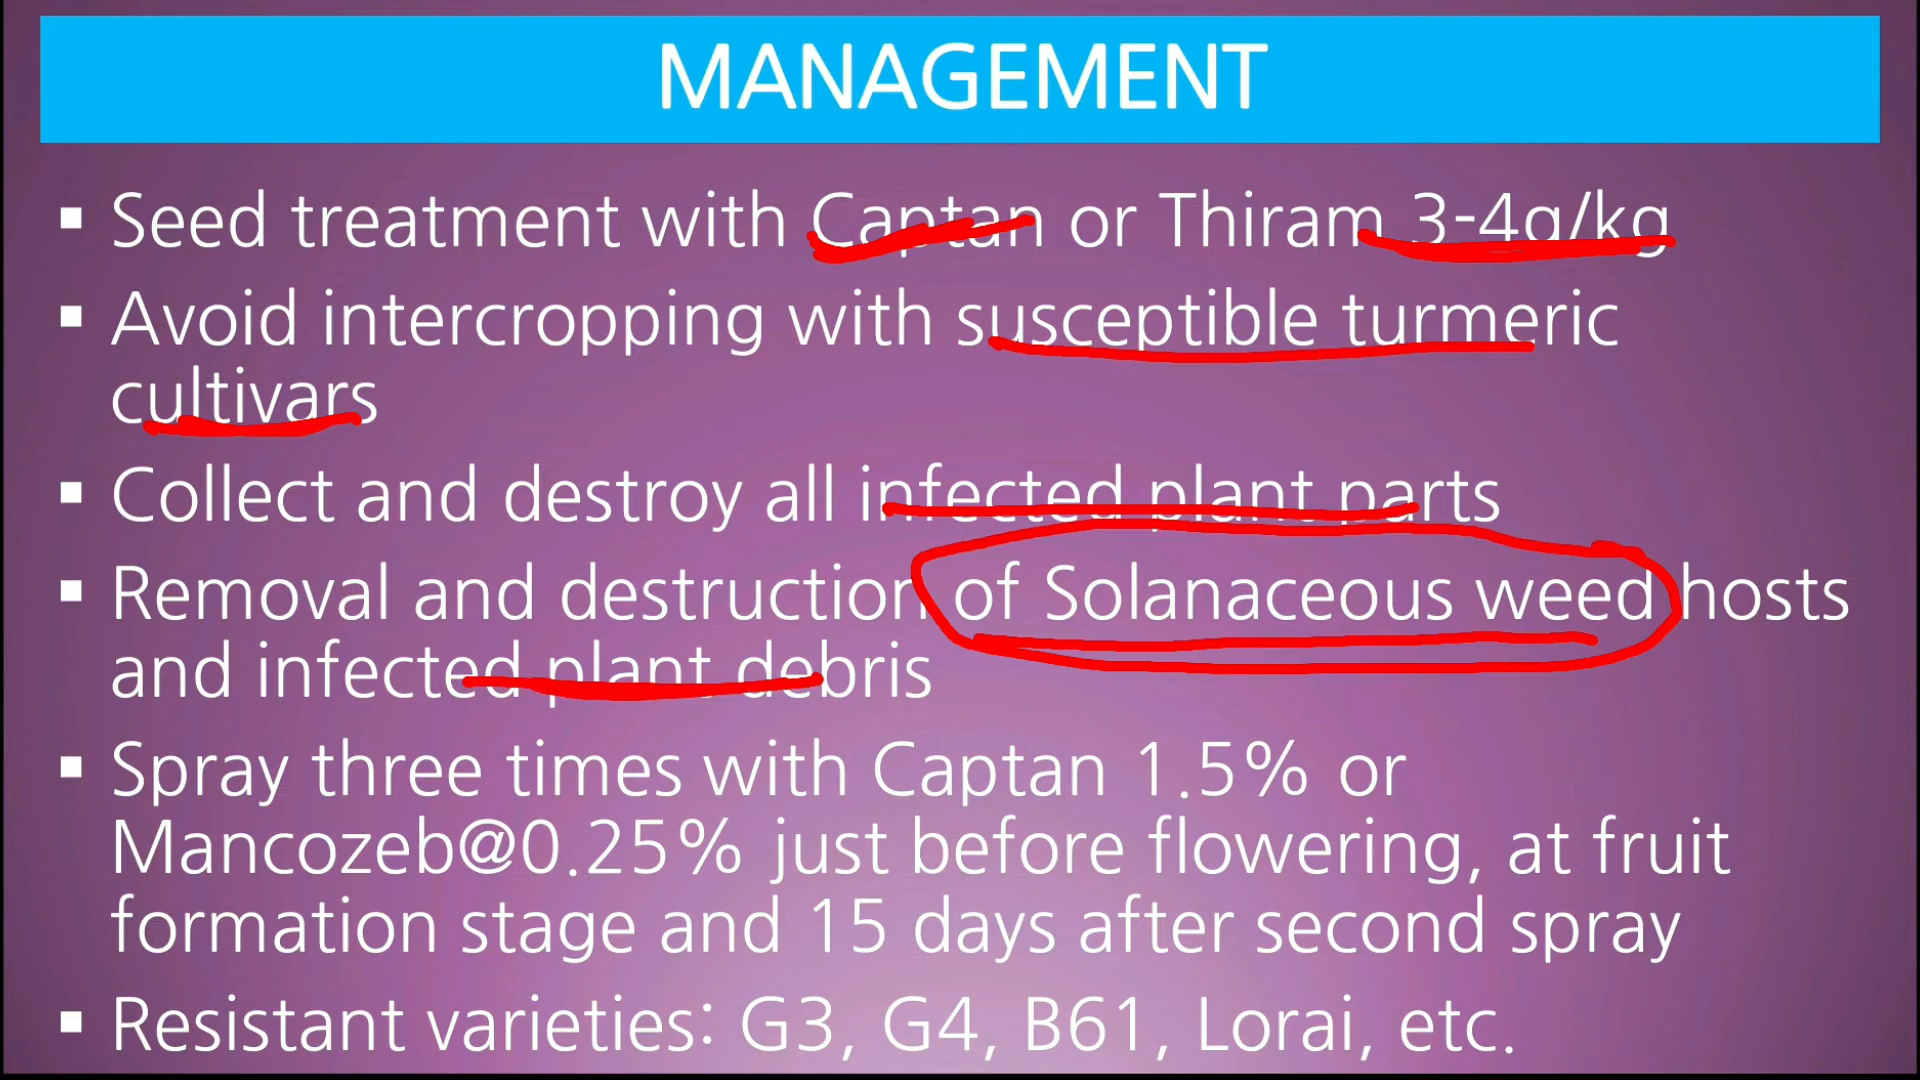 MANAGEMENT
▪ Seed treatment with Captan or Thiram 3-4g/kg
▪ Avoid intercropping with susceptible turmeric
cultivars
▪ Collect and destroy all infected plant parts
▪ Removal and destruction of Solanaceous weed hosts
and infected plant debris
▪ Spray three times with Captan 1.5% or
Mancozeb@0.25% just before flowering, at fruit
formation stage and 15 days after second spray
▪ Resistant varieties: G3, G4, B61, Lorai, etc.